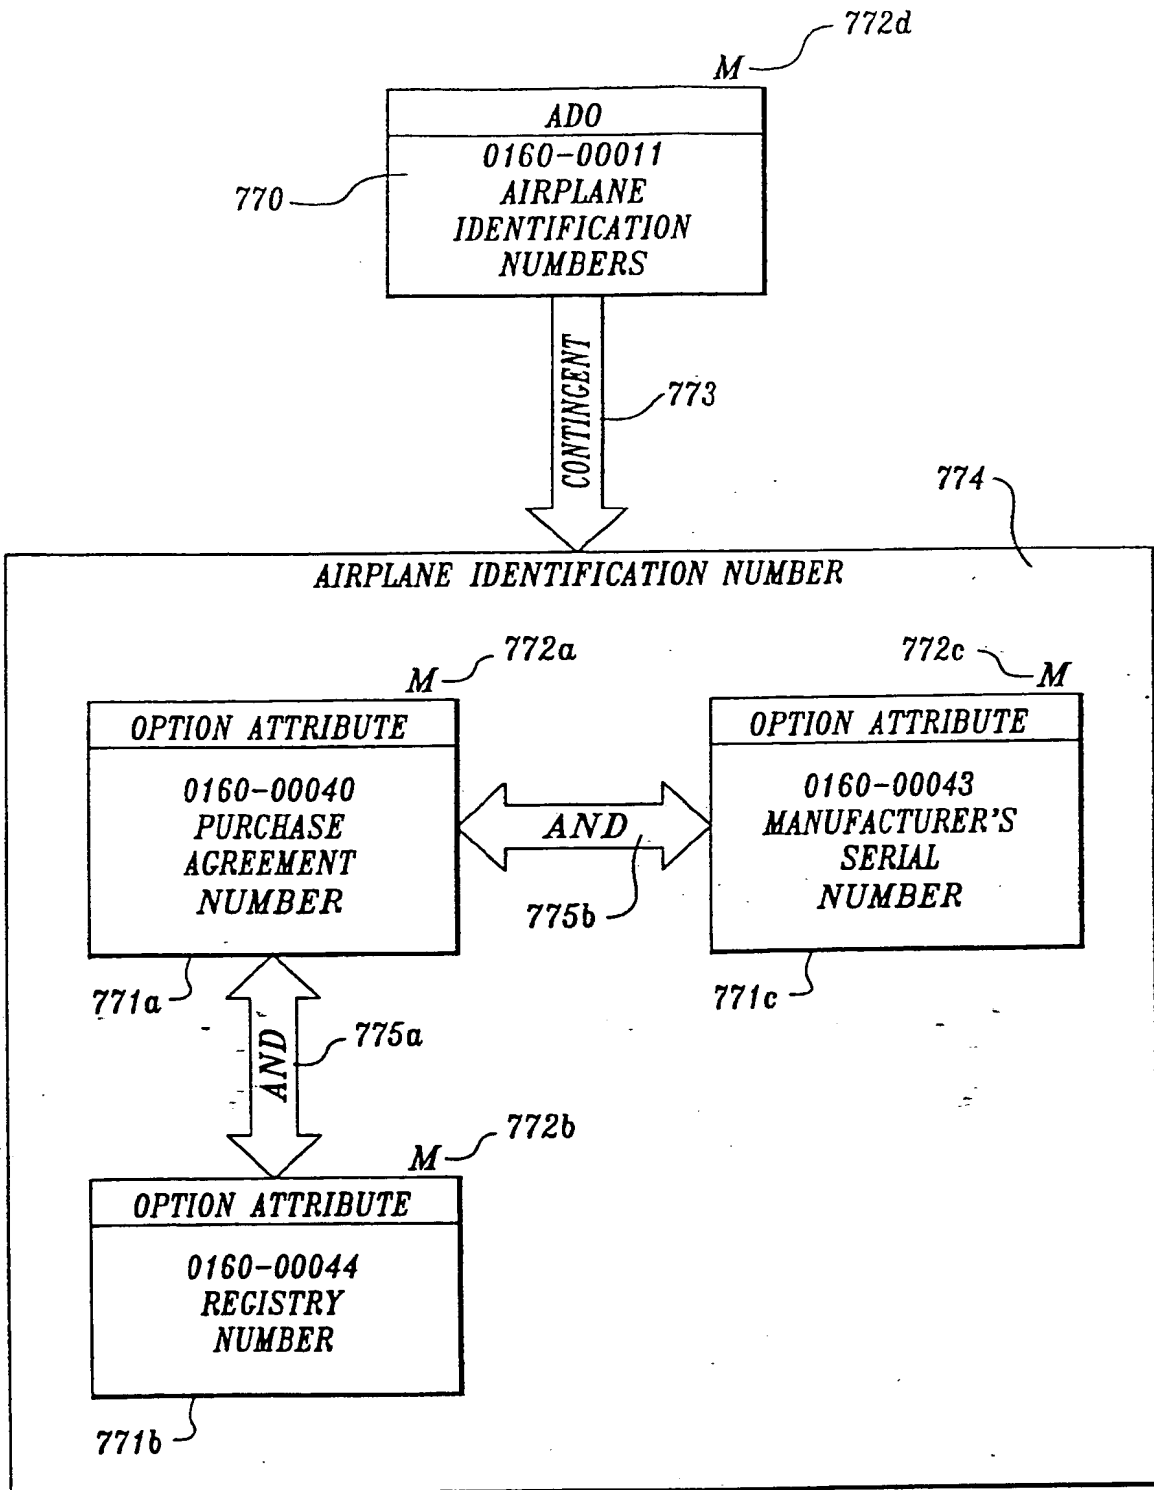 772d
M
ADO
0160-00011
AIRPLANE
IDENTIFICATION
NUMBERS
770
CONTINGENT
773
774
AIRPLANE IDENTIFICATION NUMBER
772a
M
772c
M
OPTION ATTRIBUTE
0160-00040
PURCHASE
AGREEMENT
NUMBER
771a
AND
775b
OPTION ATTRIBUTE
0160-00043
MANUFACTURER'S
SERIAL
NUMBER
771c
AND
775a
772b
M
OPTION ATTRIBUTE
0160-00044
REGISTRY
NUMBER
771b